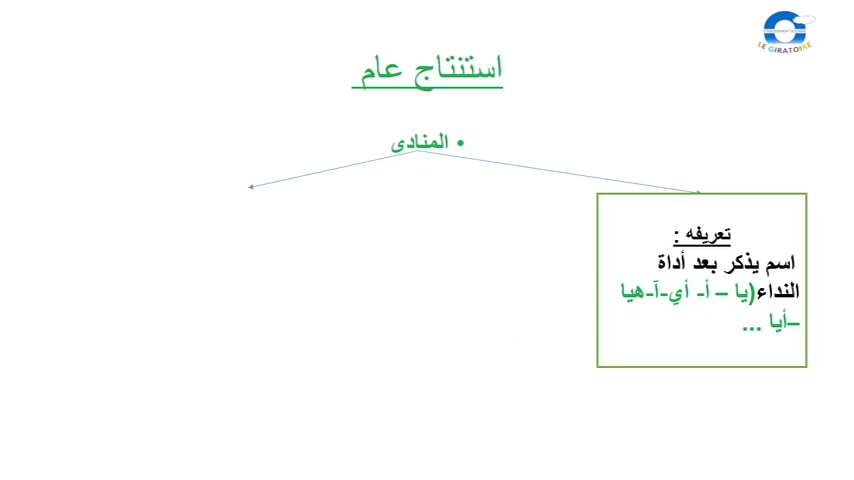 LE GIRATOIRE
استنتاج عام
• المنادى
تعريفه :
اسم يذكر بعد أداة
النداء(يا – أ- أي-آ-هيا
–أيا ...